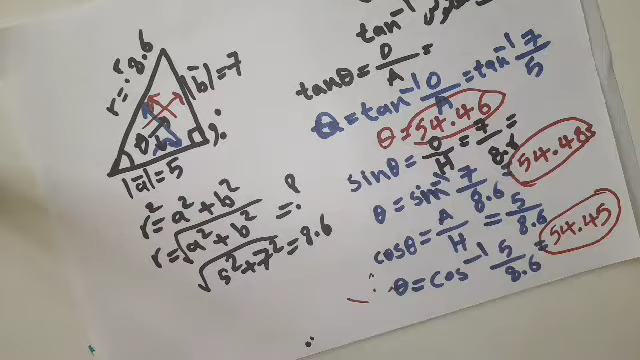 r = 8.6
|b̅| = 7
θ
|a̅| = 5
r² = a² + b²
r = √a² + b² = ?
√5² + 7² = 8.6
tan⁻¹
tanθ = O/A =
θ = tan⁻¹ O/A = tan⁻¹ 7/5
θ = 54.46
sinθ = O/H = 7/8.6 =
θ = sin⁻¹ 7/8.6 = 54.48
cosθ = A/H = 5/8.6
θ = cos⁻¹ 5/8.6 = 54.45